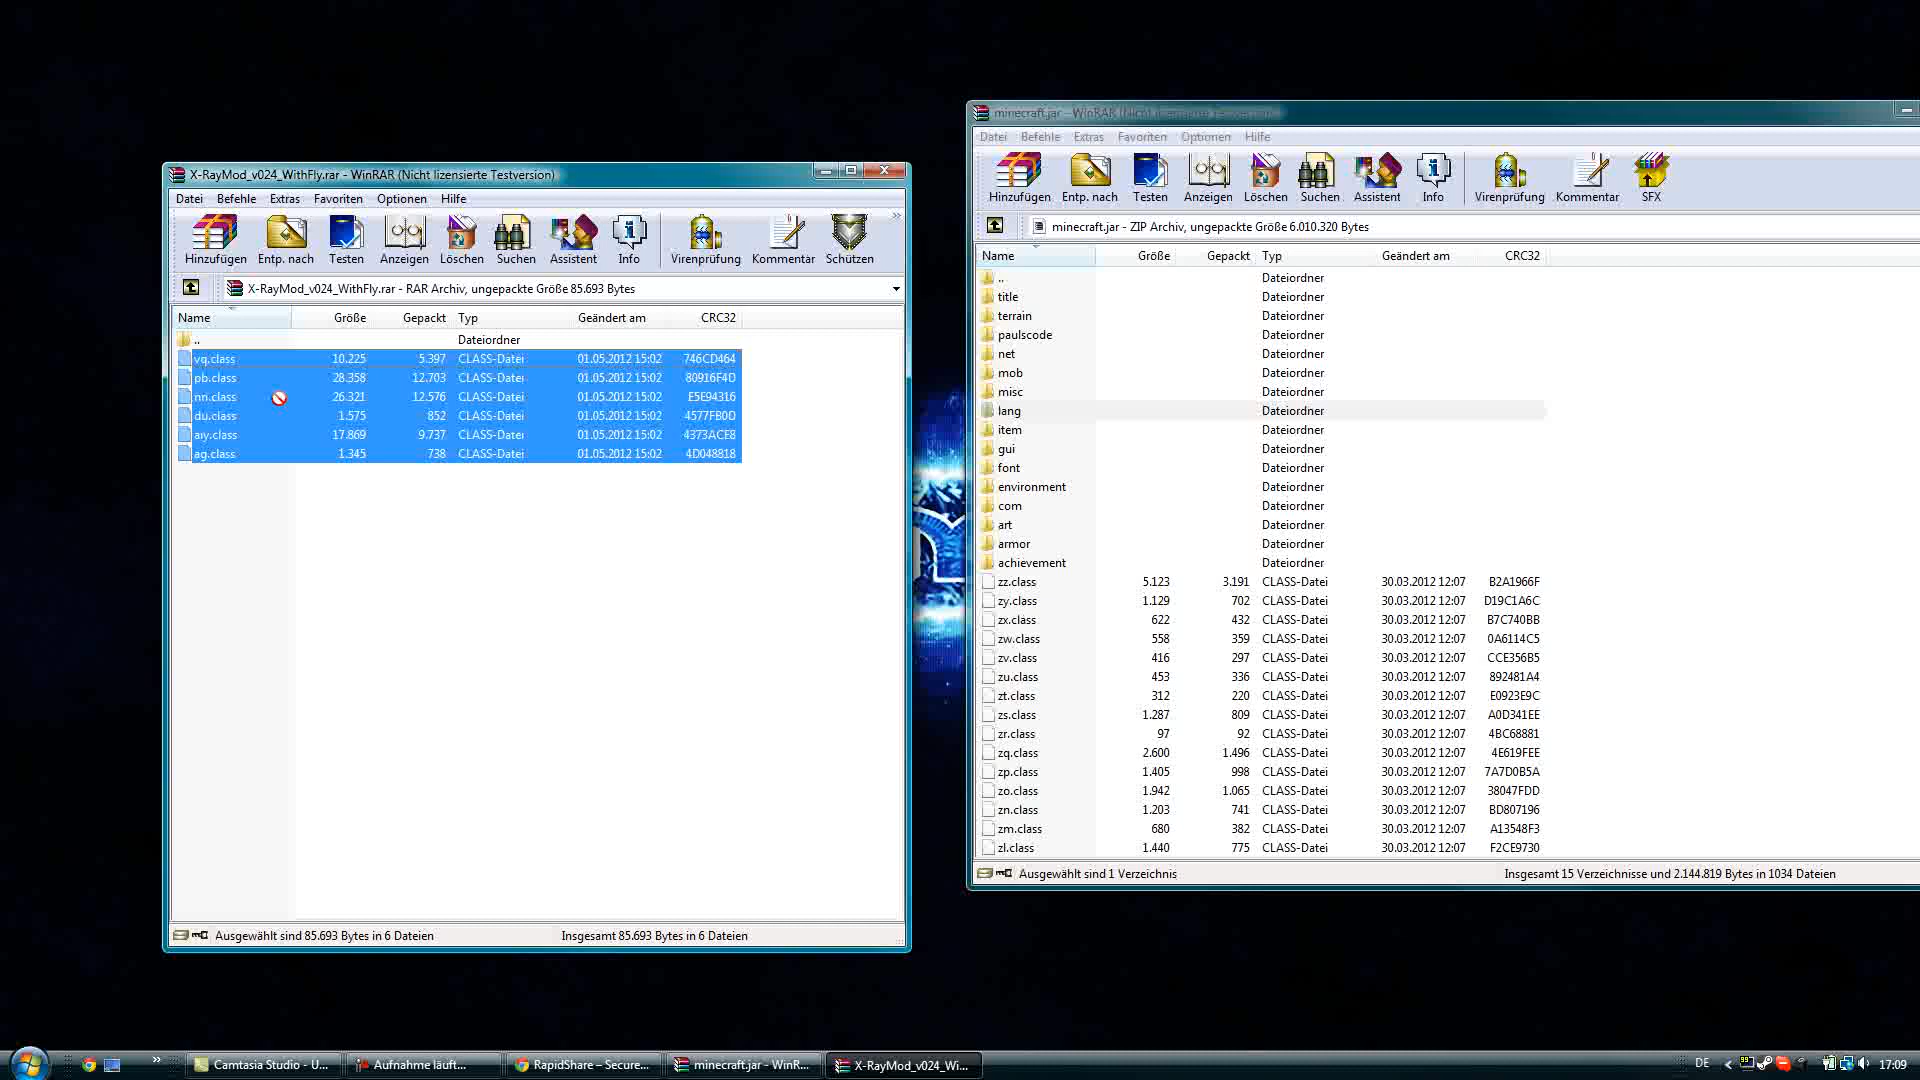 minecraft.jar - WinRAR (Nicht lizensierte Testversion)
Datei Befehle Extras Favoriten Optionen Hilfe
Hinzufügen Entp. nach Testen Anzeigen Löschen Suchen Assistent Info Virenprüfung Kommentar SFX
minecraft.jar - ZIP Archiv, ungepackte Größe 6.010.320 Bytes
Name Größe Gepackt Typ Geändert am CRC32
.. Dateiordner
title Dateiordner
terrain Dateiordner
paulscode Dateiordner
net Dateiordner
mob Dateiordner
misc Dateiordner
lang Dateiordner
item Dateiordner
gui Dateiordner
font Dateiordner
environment Dateiordner
com Dateiordner
art Dateiordner
armor Dateiordner
achievement Dateiordner
zz.class 5.123 3.191 CLASS-Datei 30.03.2012 12:07 B2A1966F
zy.class 1.129 702 CLASS-Datei 30.03.2012 12:07 D19C1A6C
zx.class 622 432 CLASS-Datei 30.03.2012 12:07 B7C740BB
zw.class 558 359 CLASS-Datei 30.03.2012 12:07 0A6114C5
zv.class 416 297 CLASS-Datei 30.03.2012 12:07 CCE356B5
zu.class 453 336 CLASS-Datei 30.03.2012 12:07 892481A4
zt.class 312 220 CLASS-Datei 30.03.2012 12:07 E0923E9C
zs.class 1.287 809 CLASS-Datei 30.03.2012 12:07 A0D341EE
zr.class 97 92 CLASS-Datei 30.03.2012 12:07 4BC68881
zq.class 2.600 1.496 CLASS-Datei 30.03.2012 12:07 4E619FEE
zp.class 1.405 998 CLASS-Datei 30.03.2012 12:07 7A7D0B5A
zo.class 1.942 1.065 CLASS-Datei 30.03.2012 12:07 38047FDD
zn.class 1.203 741 CLASS-Datei 30.03.2012 12:07 BD807196
zm.class 680 382 CLASS-Datei 30.03.2012 12:07 A13548F3
zl.class 1.440 775 CLASS-Datei 30.03.2012 12:07 F2CE9730
Ausgewählt sind 1 Verzeichnis Insgesamt 15 Verzeichnisse und 2.144.819 Bytes in 1034 Dateien
X-RayMod_v024_WithFly.rar - WinRAR (Nicht lizensierte Testversion)
Datei Befehle Extras Favoriten Optionen Hilfe
Hinzufügen Entp. nach Testen Anzeigen Löschen Suchen Assistent Info Virenprüfung Kommentar Schützen
X-RayMod_v024_WithFly.rar - RAR Archiv, ungepackte Größe 85.693 Bytes
Name Größe Gepackt Typ Geändert am CRC32
.. Dateiordner
vq.class 10.225 5.397 CLASS-Datei 01.05.2012 15:02 746CD464
pb.class 28.358 12.703 CLASS-Datei 01.05.2012 15:02 80916F4D
nn.class 26.321 12.576 CLASS-Datei 01.05.2012 15:02 E5E94316
du.class 1.575 852 CLASS-Datei 01.05.2012 15:02 4577FB0D
aiy.class 17.869 9.737 CLASS-Datei 01.05.2012 15:02 4373ACE8
ag.class 1.345 738 CLASS-Datei 01.05.2012 15:02 4D048818
Ausgewählt sind 85.693 Bytes in 6 Dateien Insgesamt 85.693 Bytes in 6 Dateien
Camtasia Studio - U... Aufnahme läuft... RapidShare – Secure... minecraft.jar - WinR... X-RayMod_v024_Wi... DE 99 17:09